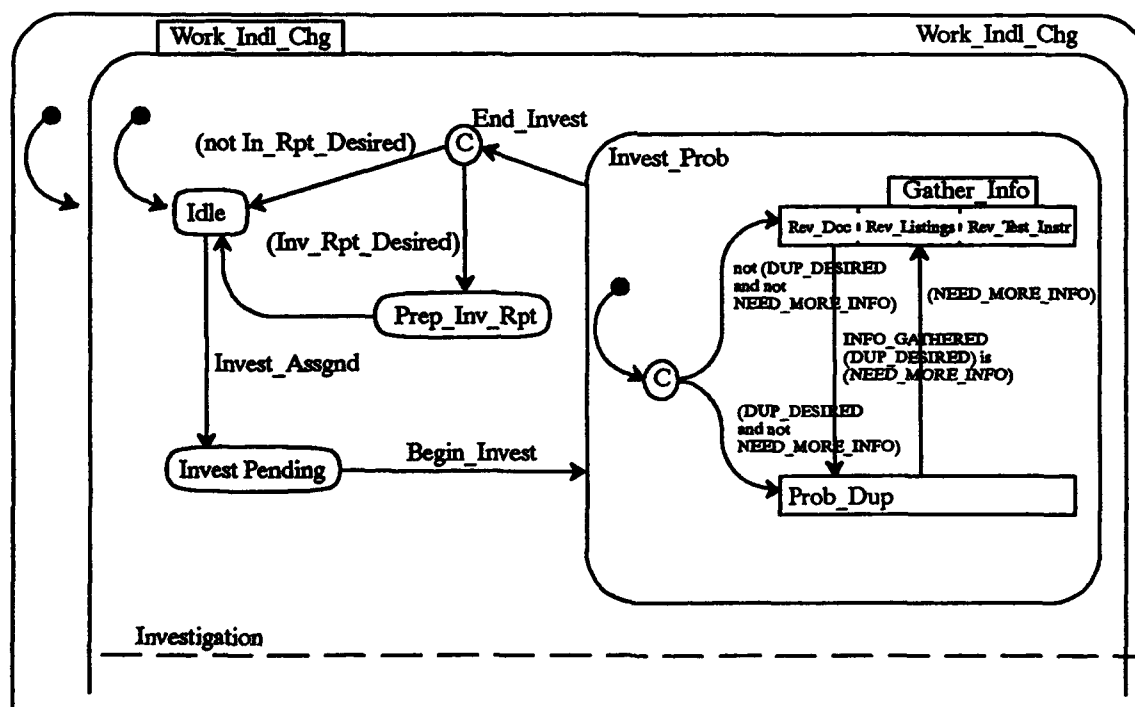 Work_Indl_Chg
Work_Indl_Chg
End_Invest
(not In_Rpt_Desired)
C
Invest_Prob
Gather_Info
Idle
Rev_Doc
Rev_Listings
Rev_Test_Instr
(Inv_Rpt_Desired)
not (DUP_DESIRED
and not
NEED_MORE_INFO)
(NEED_MORE_INFO)
Prep_Inv_Rpt
INFO_GATHERED
(DUP_DESIRED) is
(NEED_MORE_INFO)
Invest_Assgnd
C
(DUP_DESIRED
and not
NEED_MORE_INFO)
Invest Pending
Begin_Invest
Prob_Dup
Investigation